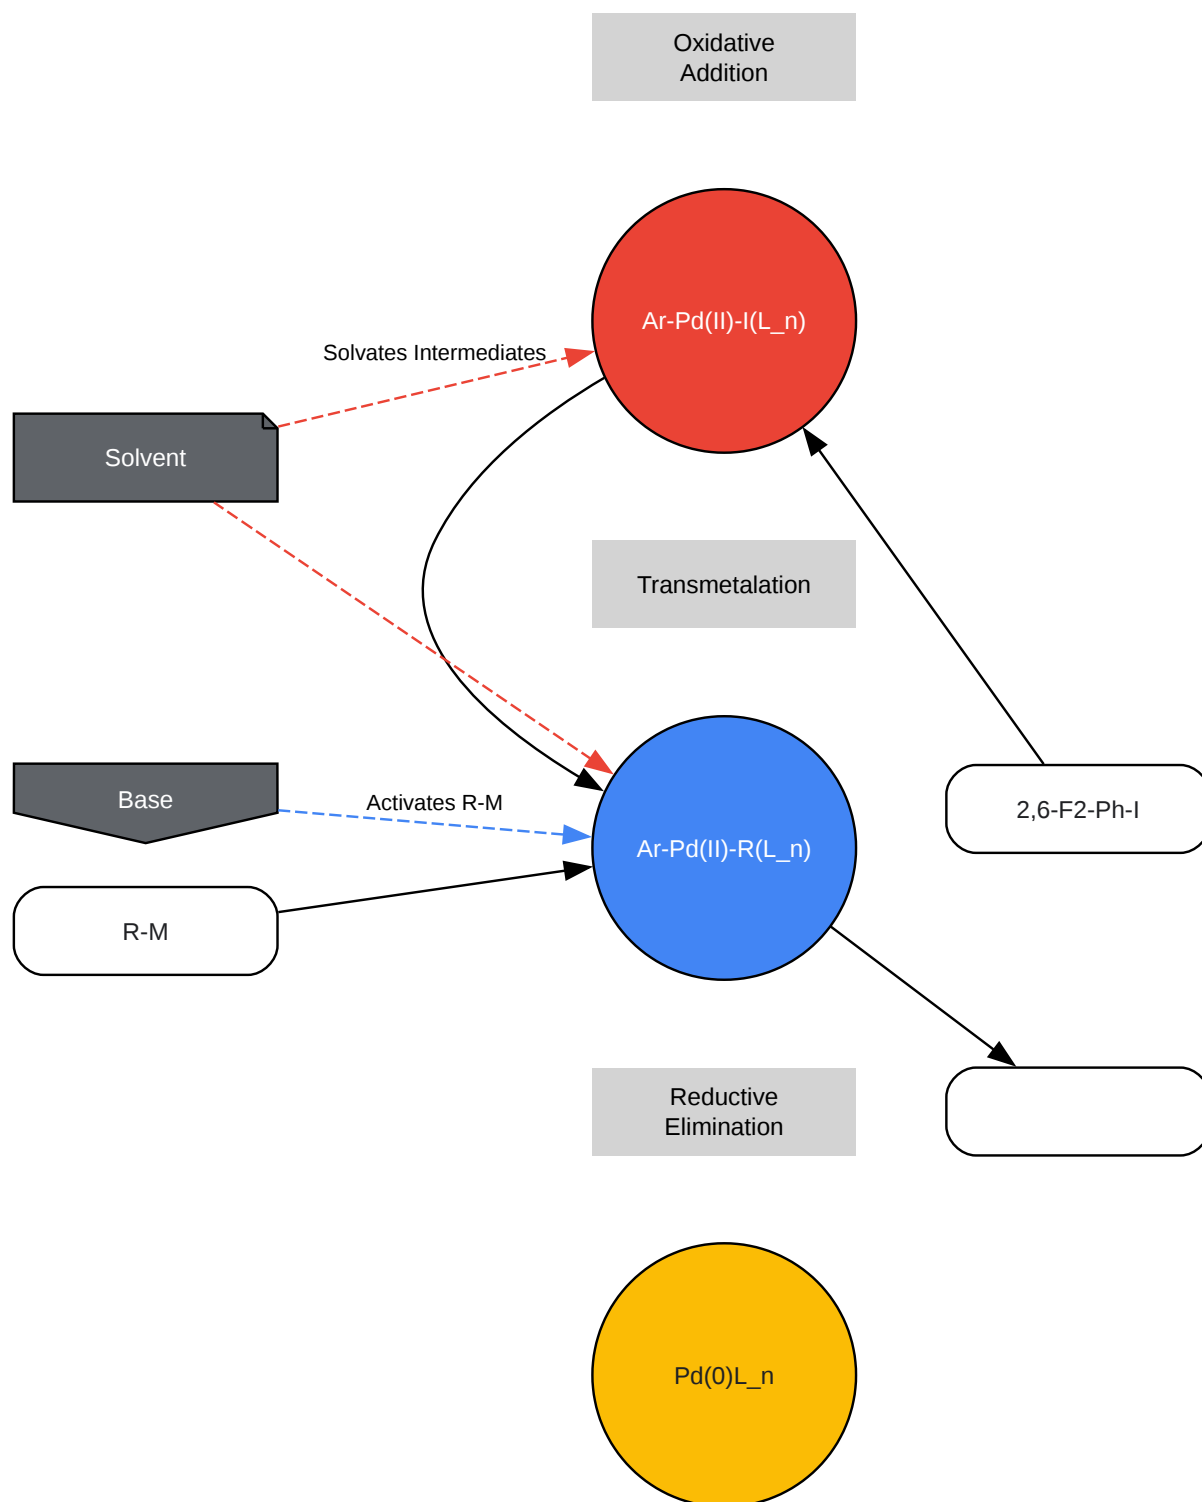 Oxidative
Addition
Ar-Pd(II)-I(L_n)
Solvates Intermediates
Solvent
Transmetalation
Base
Activates R-M
Ar-Pd(II)-R(L_n)
2,6-F2-Ph-I
R-M
Reductive
Elimination
Pd(0)L_n